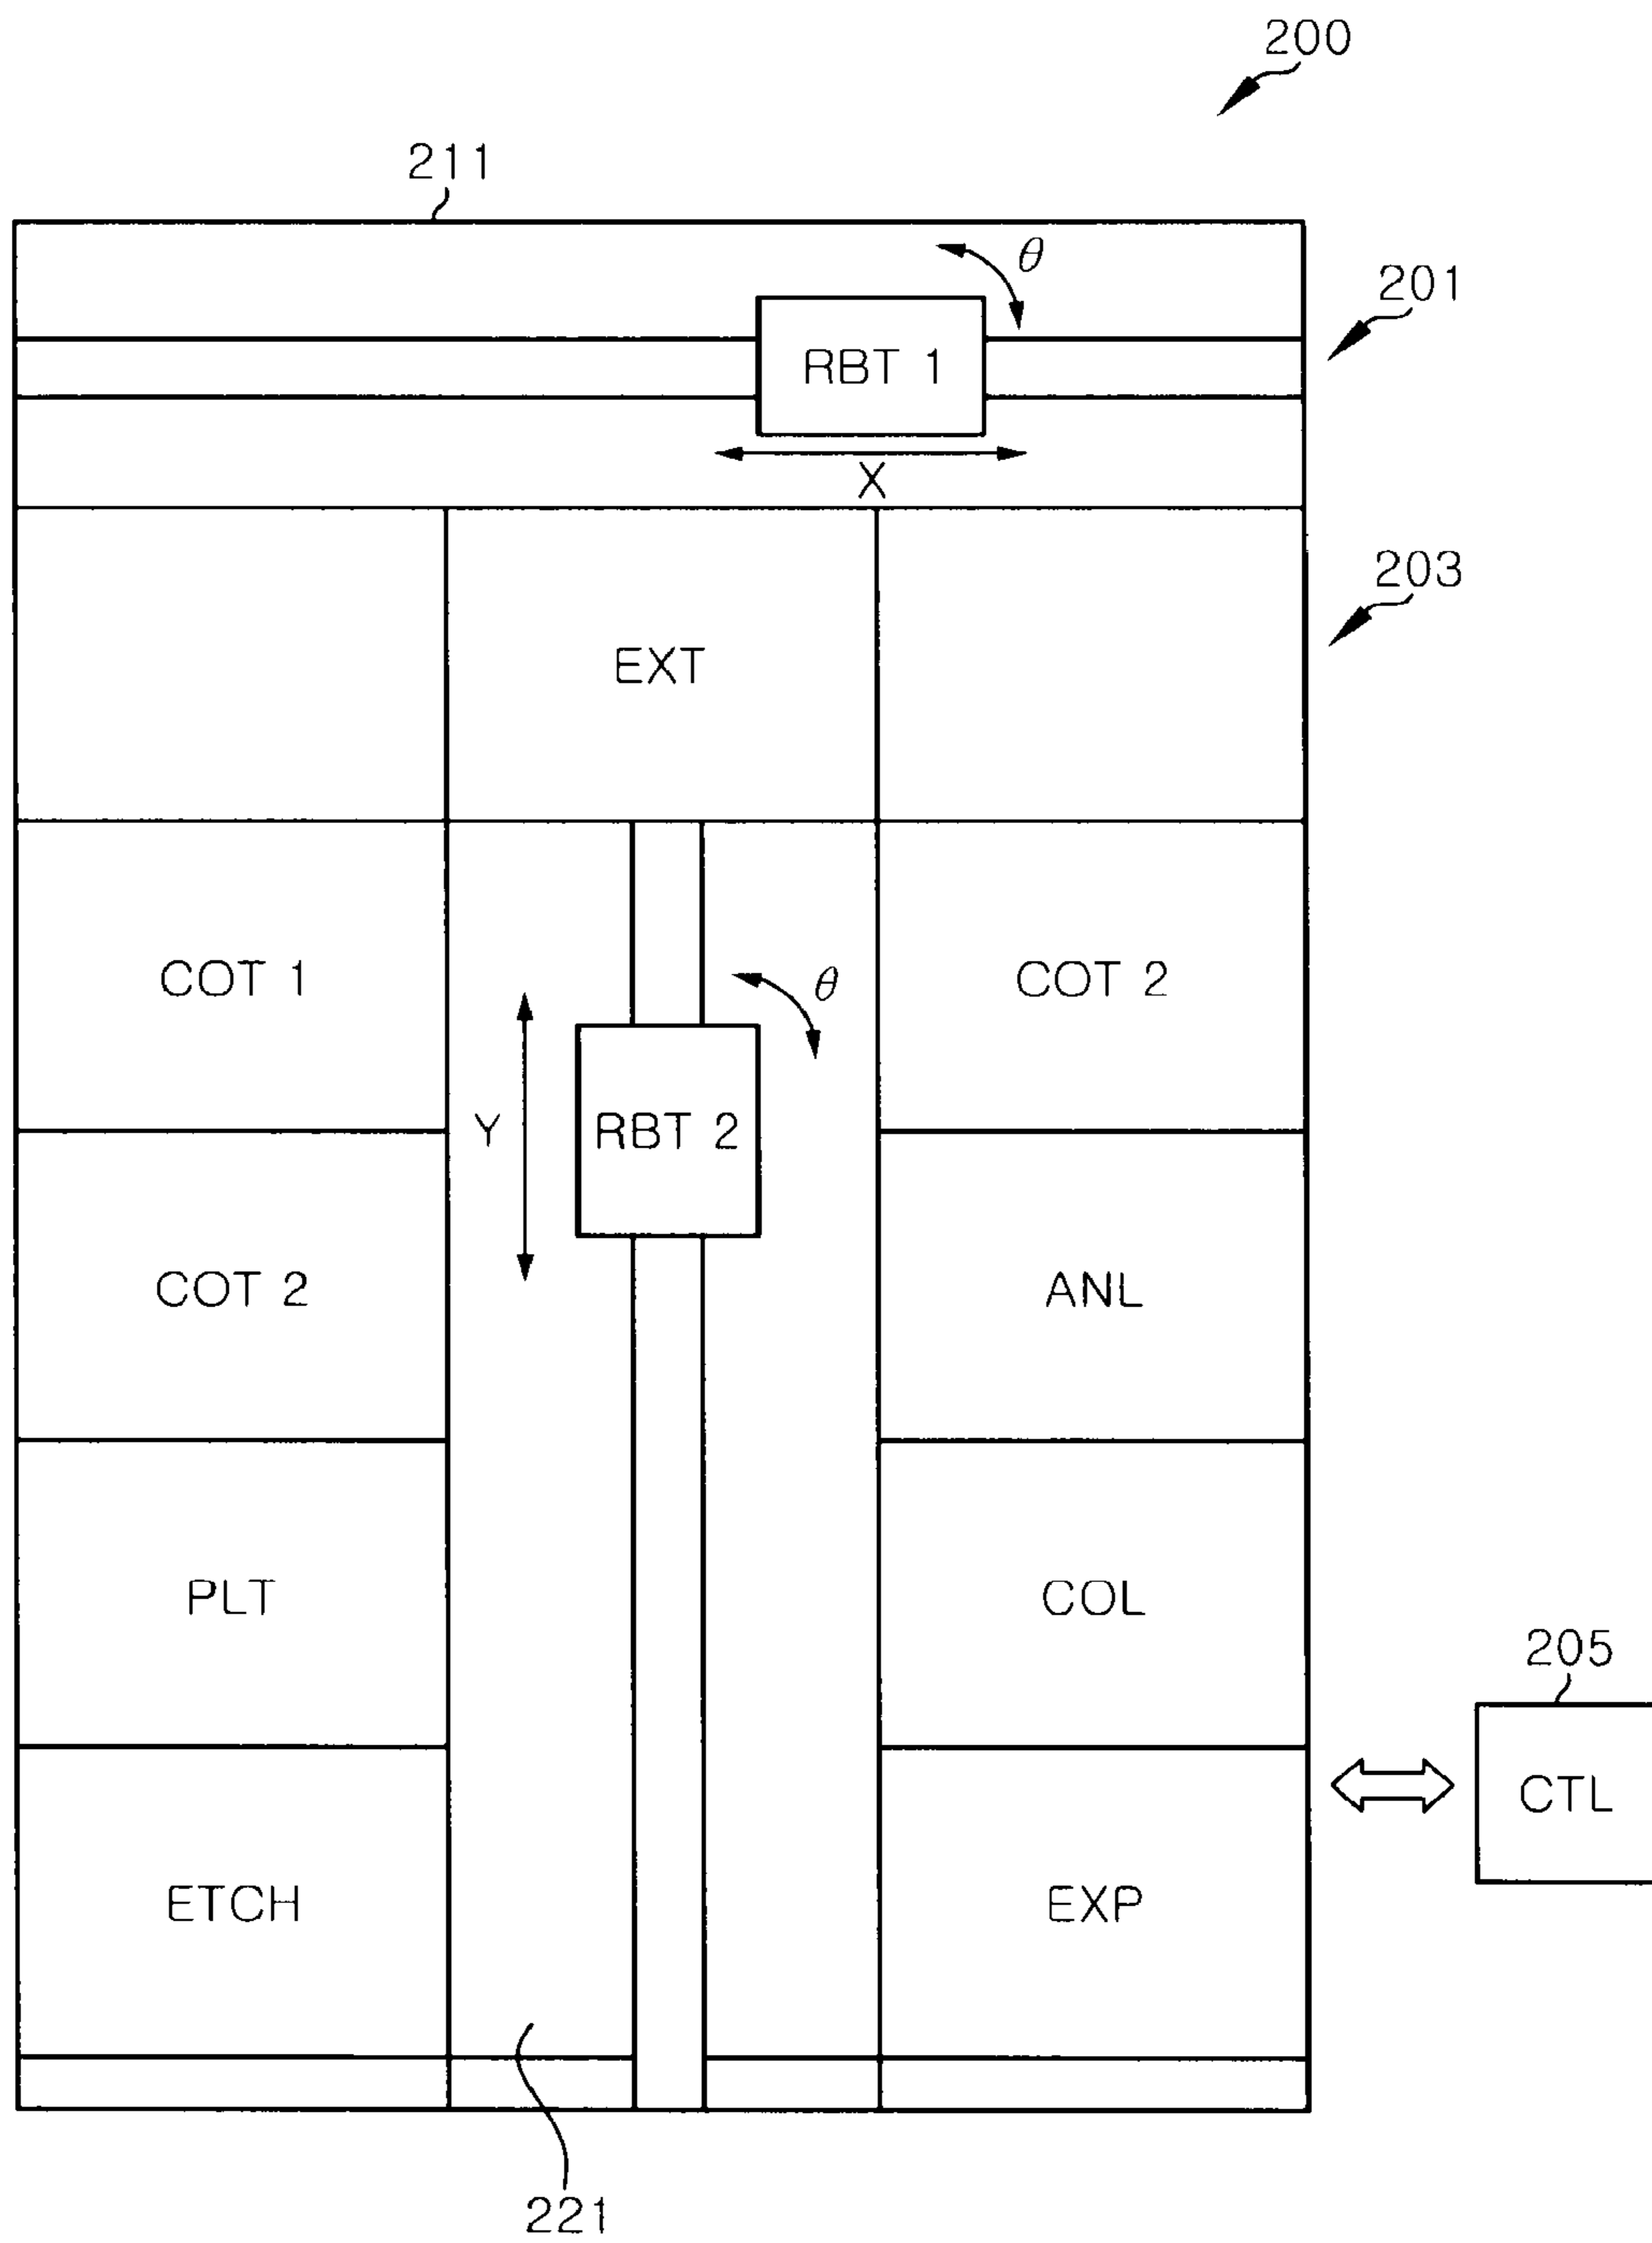 200
211
θ
201
RBT 1
X
203
EXT
COT 1
θ
COT 2
Y
RBT 2
COT 2
ANL
PLT
COL
205
CTL
ETCH
EXP
221